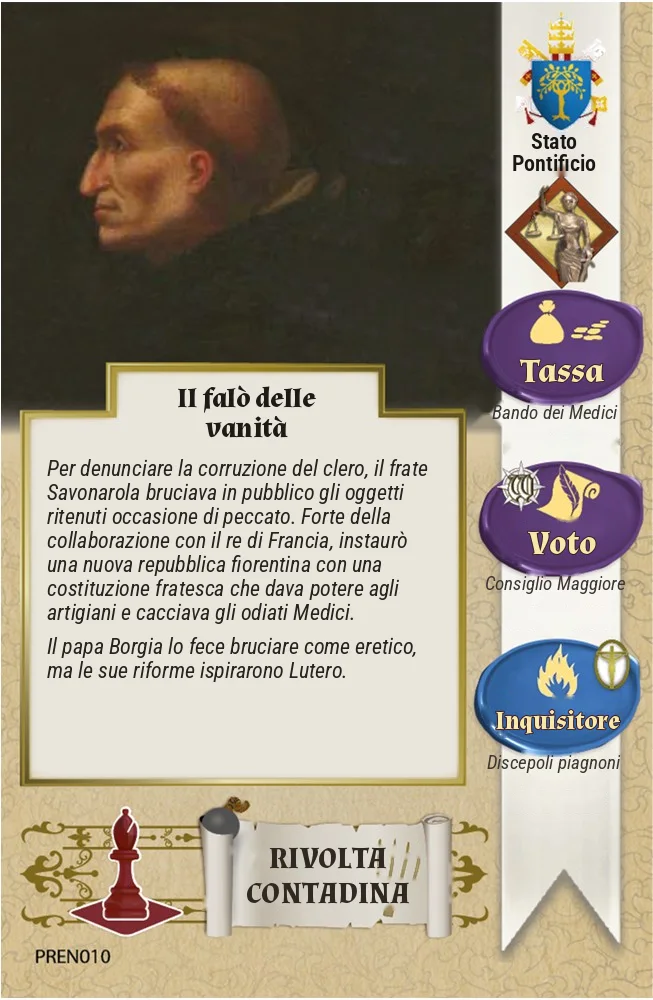 Stato
Pontificio
Tassa
Bando dei Medici
Il falò delle
vanità
Per denunciare la corruzione del clero, il frate
Savonarola bruciava in pubblico gli oggetti
ritenuti occasione di peccato. Forte della
collaborazione con il re di Francia, instaurò
una nuova repubblica fiorentina con una
costituzione fratesca che dava potere agli
artigiani e cacciava gli odiati Medici.
Il papa Borgia lo fece bruciare come eretico,
ma le sue riforme ispirarono Lutero.
Voto
Consiglio Maggiore
Inquisitore
Discepoli piagnoni
RIVOLTA
CONTADINA
PREN010